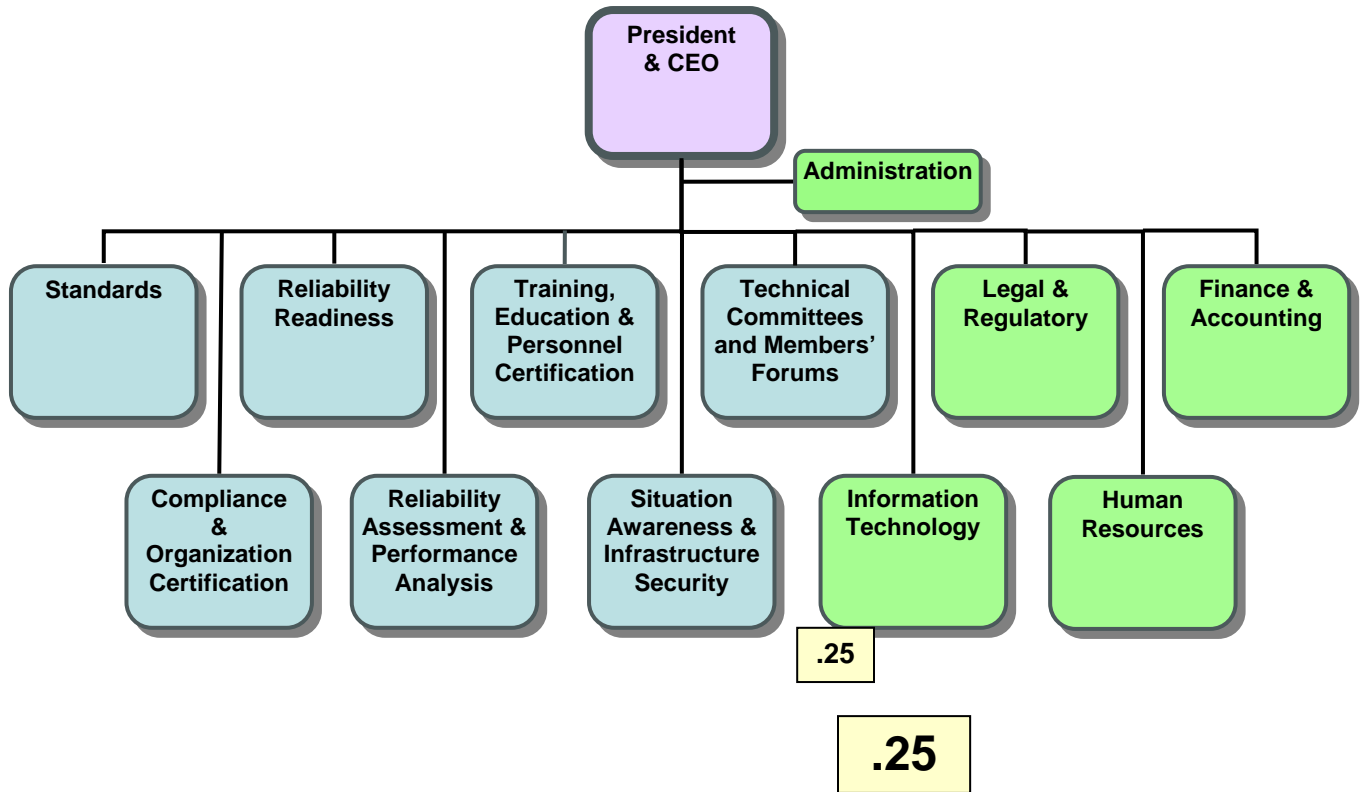 President
& CEO
Administration
Standards
Reliability
Readiness
Training,
Education &
Personnel
Certification
Technical
Committees
and Members’
Forums
Legal &
Regulatory
Finance &
Accounting
Compliance
&
Organization
Certification
Reliability
Assessment &
Performance
Analysis
Situation
Awareness &
Infrastructure
Security
Information
Technology
Human
Resources
.25
.25